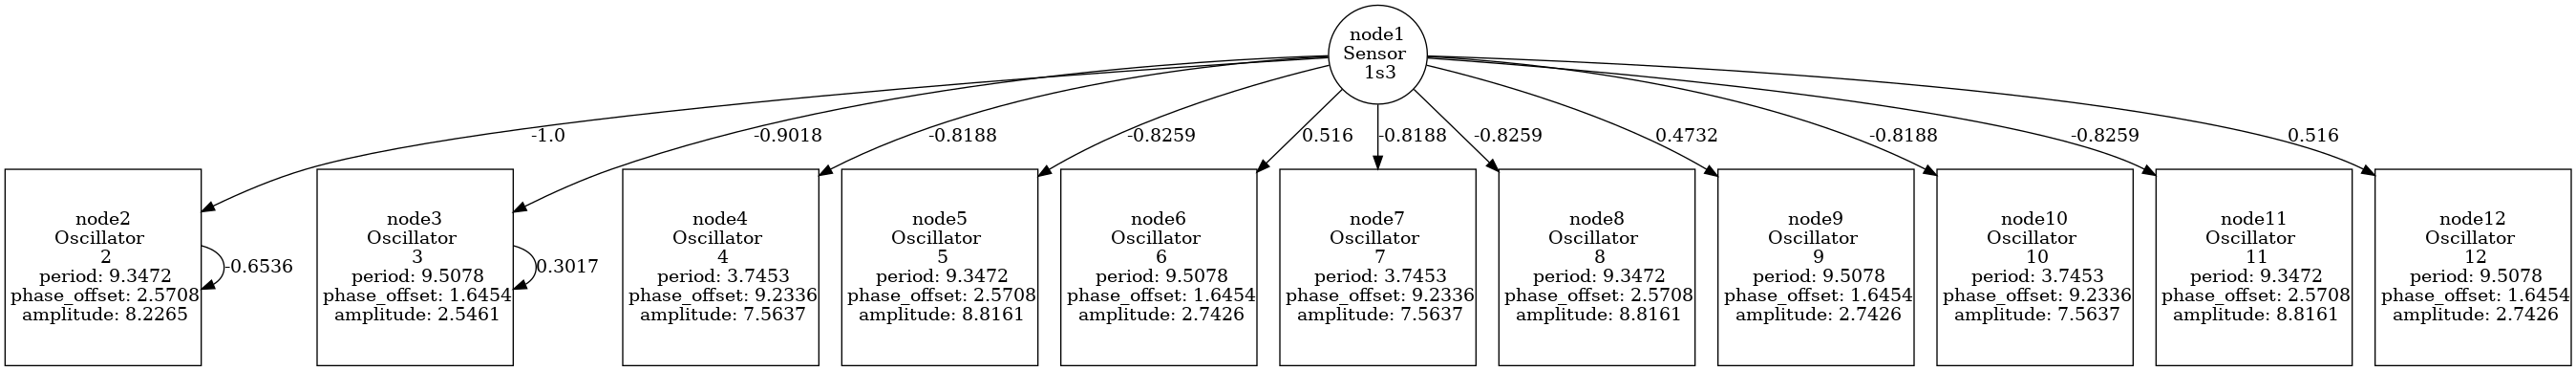 node1
Sensor
1s3
-1.0
-0.9018
-0.8188
-0.8259
0.516
-0.8188
-0.8259
0.4732
-0.8188
-0.8259
0.516
node2
Oscillator
2
period: 9.3472
phase_offset: 2.5708
amplitude: 8.2265
-0.6536
node3
Oscillator
3
period: 9.5078
phase_offset: 1.6454
amplitude: 2.5461
0.3017
node4
Oscillator
4
period: 3.7453
phase_offset: 9.2336
amplitude: 7.5637
node5
Oscillator
5
period: 9.3472
phase_offset: 2.5708
amplitude: 8.8161
node6
Oscillator
6
period: 9.5078
phase_offset: 1.6454
amplitude: 2.7426
node7
Oscillator
7
period: 3.7453
phase_offset: 9.2336
amplitude: 7.5637
node8
Oscillator
8
period: 9.3472
phase_offset: 2.5708
amplitude: 8.8161
node9
Oscillator
9
period: 9.5078
phase_offset: 1.6454
amplitude: 2.7426
node10
Oscillator
10
period: 3.7453
phase_offset: 9.2336
amplitude: 7.5637
node11
Oscillator
11
period: 9.3472
phase_offset: 2.5708
amplitude: 8.8161
node12
Oscillator
12
period: 9.5078
phase_offset: 1.6454
amplitude: 2.7426